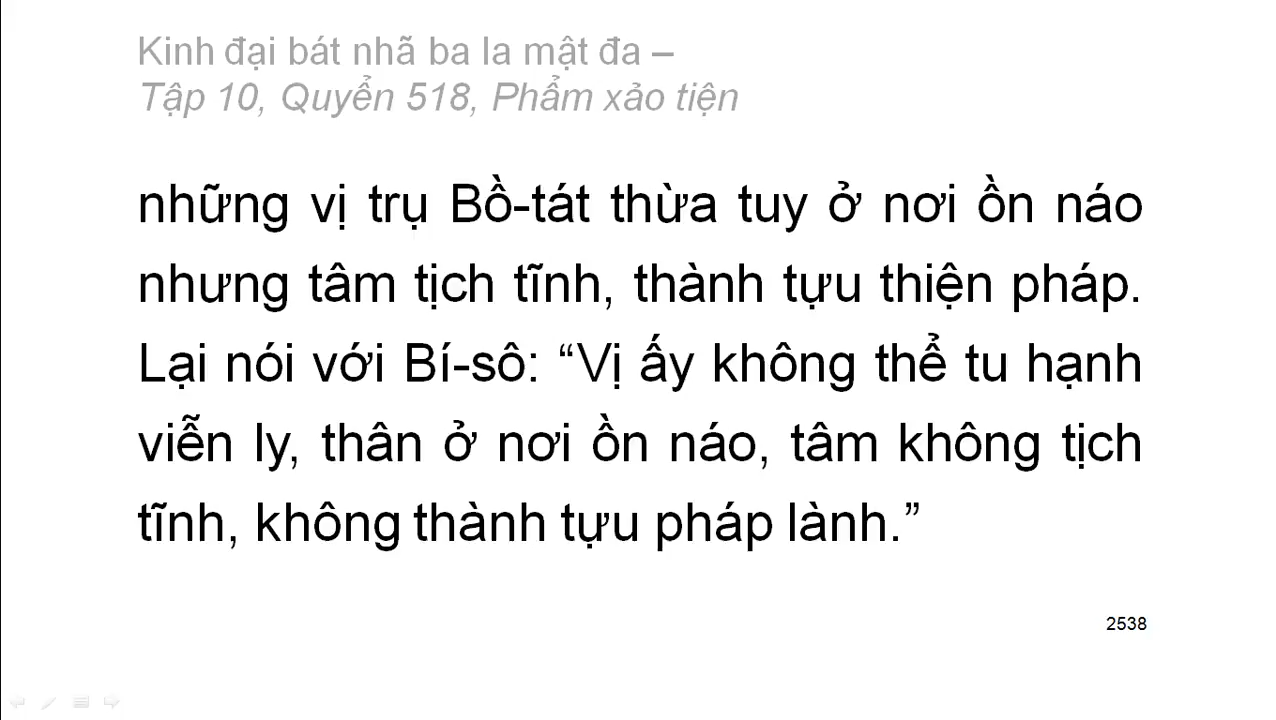 Kinh đại bát nhã ba la mật đa –
Tập 10, Quyển 518, Phẩm xảo tiện
những vị trụ Bồ-tát thừa tuy ở nơi ồn náo
nhưng tâm tịch tĩnh, thành tựu thiện pháp.
Lại nói với Bí-sô: “Vị ấy không thể tu hạnh
viễn ly, thân ở nơi ồn náo, tâm không tịch
tĩnh, không thành tựu pháp lành.”
2538